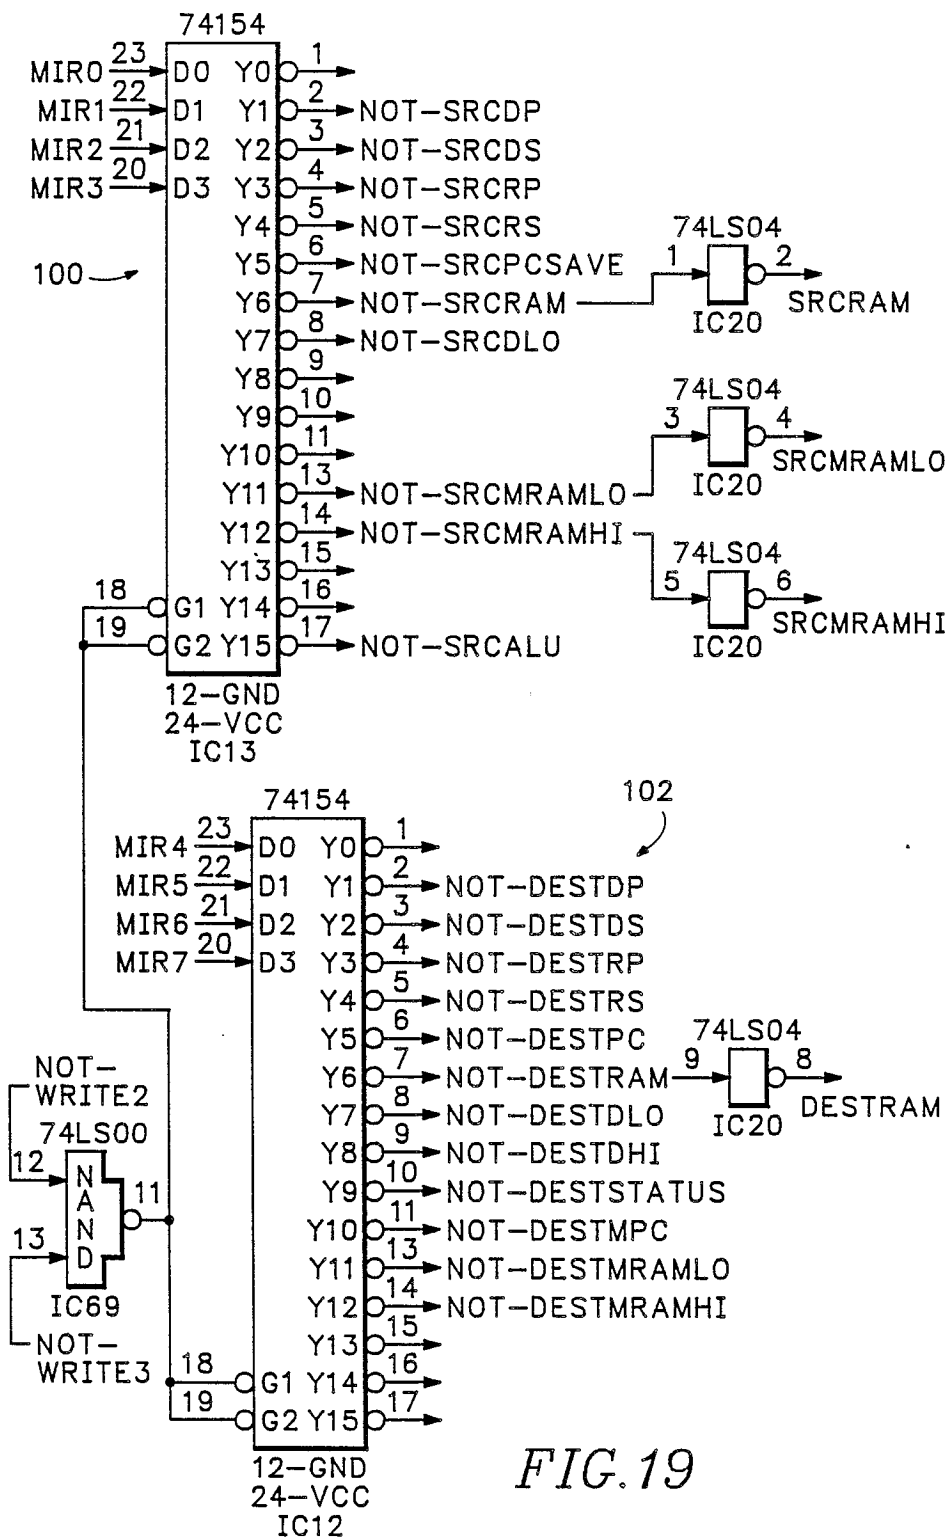 74154
MIR0 23 D0 Y0 1
MIR1 22 D1 Y1 2 NOT-SRCDP
MIR2 21 D2 Y2 3 NOT-SRCDS
MIR3 20 D3 Y3 4 NOT-SRCRP
Y4 5 NOT-SRCRS
74LS04
100 Y5 6 NOT-SRCPCSAVE
1 2
Y6 7 NOT-SRCRAM
SRCRAM
IC20
Y7 8 NOT-SRCDLO
Y8 9
74LS04
Y9 10
3 4
Y10 11
SRCMRAMLO
IC20
Y11 13 NOT-SRCMRAMLO
Y12 14 NOT-SRCMRAMHI
74LS04
Y13 15
5 6
18 G1 Y14 16
SRCMRAMHI
IC20
19 G2 Y15 17 NOT-SRCALU
12-GND
24-VCC
IC13
102
74154
MIR4 23 D0 Y0 1
MIR5 22 D1 Y1 2 NOT-DESTDP
MIR6 21 D2 Y2 3 NOT-DESTDS
MIR7 20 D3 Y3 4 NOT-DESTRP
Y4 5 NOT-DESTRS
Y5 6 NOT-DESTPC
74LS04
Y6 7 NOT-DESTRAM 9 8
DESTRAM
IC20
Y7 8 NOT-DESTDLO
Y8 9 NOT-DESTDHI
Y9 10 NOT-DESTSTATUS
Y10 11 NOT-DESTMPC
Y11 13 NOT-DESTMRAMLO
Y12 14 NOT-DESTMRAMHI
Y13 15
18 G1 Y14 16
19 G2 Y15 17
12-GND
24-VCC
IC12
NOT-
WRITE2
74LS00
12 NAND 11
13
IC69
NOT-
WRITE3
FIG.19